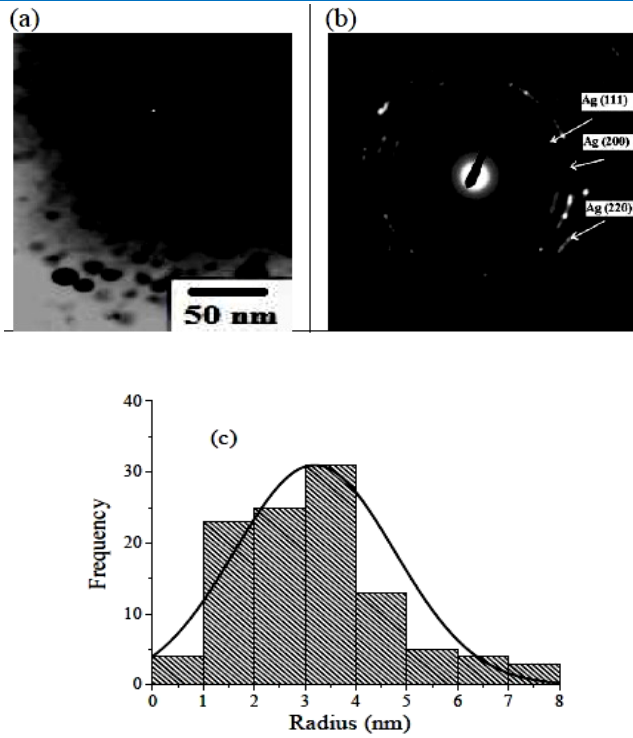 (a)
(b)
Ag (111)
Ag (200)
Ag (220)
50 nm
40
(c)
30
Frequency
20
10
0
0 1 2 3 4 5 6 7 8
Radius (nm)